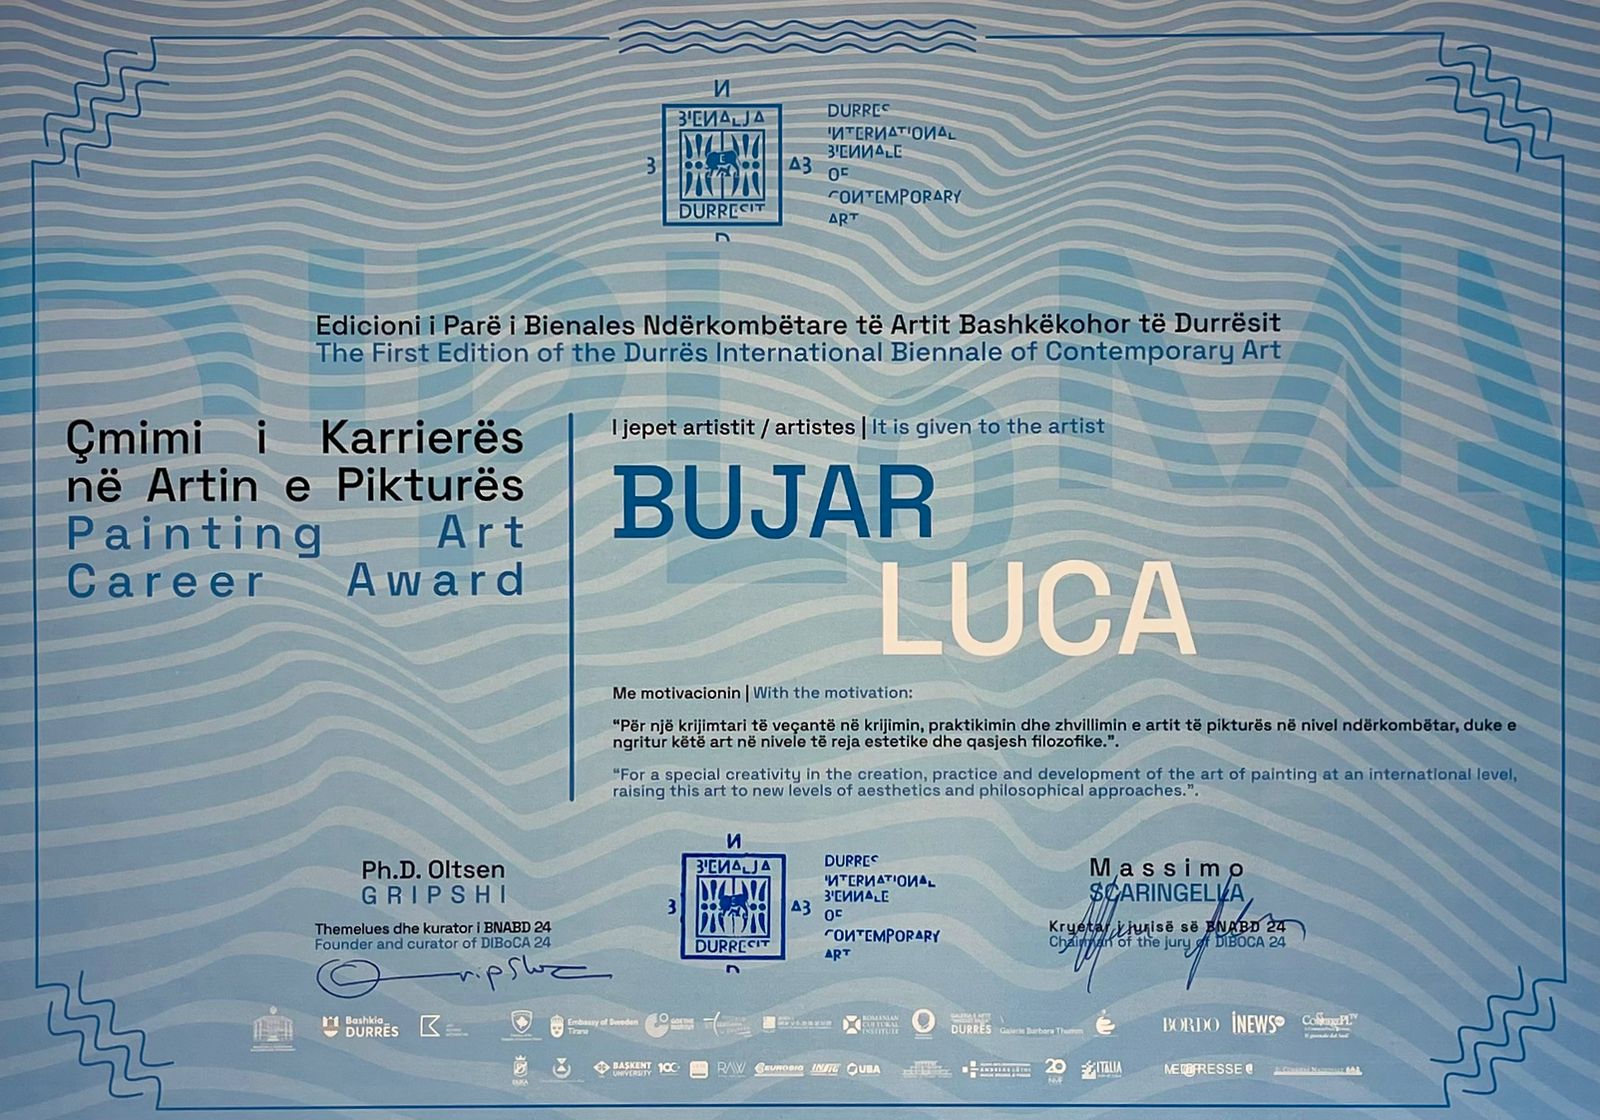 DIPLOMA
И
BIENALJA
E
3
A3
DURRËSIT
D
DURRES
INTERNATIONAL
BIENNALE
OF
CONTEMPORARY
ART
Edicioni i Parë i Bienales Ndërkombëtare të Artit Bashkëkohor të Durrësit
The First Edition of the Durrës International Biennale of Contemporary Art
Çmimi i Karrierës
në Artin e Pikturës
Painting Art
Career Award
I jepet artistit / artistes | It is given to the artist
BUJAR
LUCA
Me motivacionin | With the motivation:
“Për një krijimtari të veçantë në krijimin, praktikimin dhe zhvillimin e artit të pikturës në nivel ndërkombëtar, duke e
ngritur këtë art në nivele të reja estetike dhe qasjesh filozofike.”.
“For a special creativity in the creation, practice and development of the art of painting at an international level,
raising this art to new levels of aesthetics and philosophical approaches.”.
Ph.D. Oltsen
GRIPSHI
Themelues dhe kurator i BNABD 24
Founder and curator of DIBoCA 24
И
BIENALJA
3
A3
DURRËSIT
D
DURRES
INTERNATIONAL
BIENNALE
OF
CONTEMPORARY
ART
Massimo
SCARINGELLA
Kryetar i jurisë së BNABD 24
Chairman of the jury of DIBOCA 24
Bashkia
DURRËS
Embassy of Sweden
Tirana
GOETHE
INSTITUT
ROMANIAN
CULTURAL
INSTITUTE
DURRËS
Galerie Barbara Thumm
BORDO
iNEWS
DUKA
BAŞKENT
UNIVERSITY
RAW
EUROSIG
INSIG
UBA
20
ITALIA